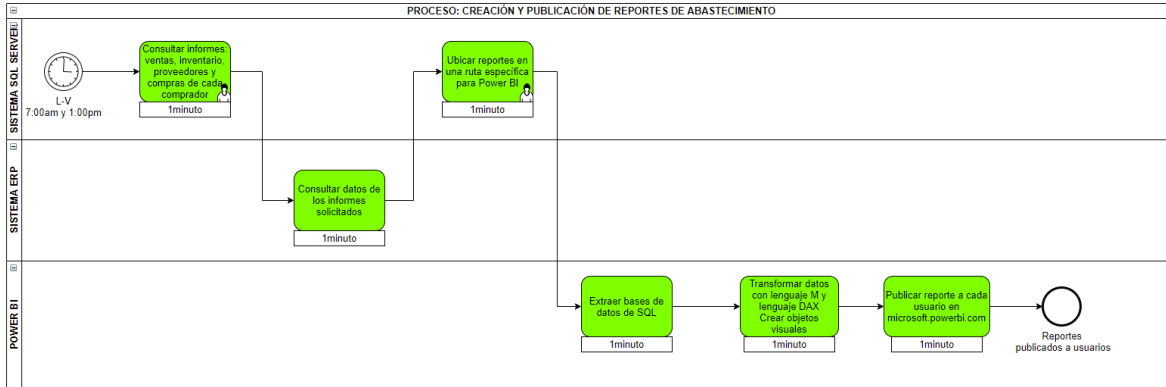 PROCESO: CREACIÓN Y PUBLICACIÓN DE REPORTES DE ABASTECIMIENTO
SISTEMA SQL SERVER
L-V
7:00am y 1:00pm
Consultar informes:
ventas, inventario,
proveedores y
compras de cada
comprador
1minuto
Ubicar reportes en
una ruta específica
para Power BI
1minuto
SISTEMA ERP
Consultar datos de
los informes
solicitados
1minuto
POWER BI
Extraer bases de
datos de SQL
1minuto
Transformar datos
con lenguaje M y
lenguaje DAX
Crear objetos
visuales
1minuto
Publicar reporte a cada
usuario en
microsoft.powerbi.com
1minuto
Reportes
publicados a usuarios